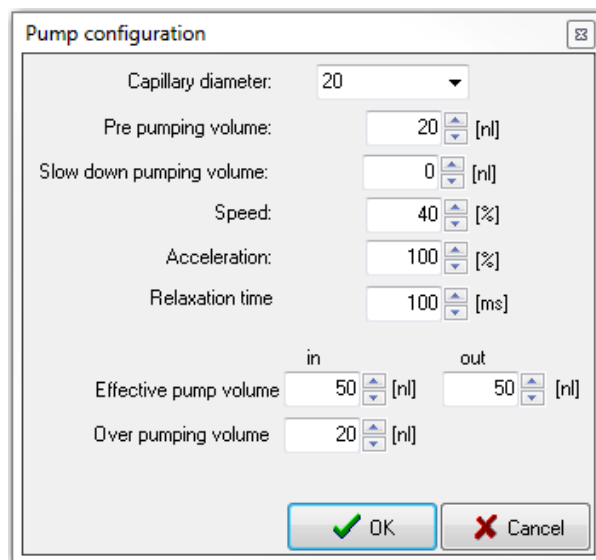 Pump configuration
Capillary diameter: 20
Pre pumping volume: 20 [nl]
Slow down pumping volume: 0 [nl]
Speed: 40 [%]
Acceleration: 100 [%]
Relaxation time 100 [ms]
in out
Effective pump volume 50 [nl] 50 [nl]
Over pumping volume 20 [nl]
OK Cancel